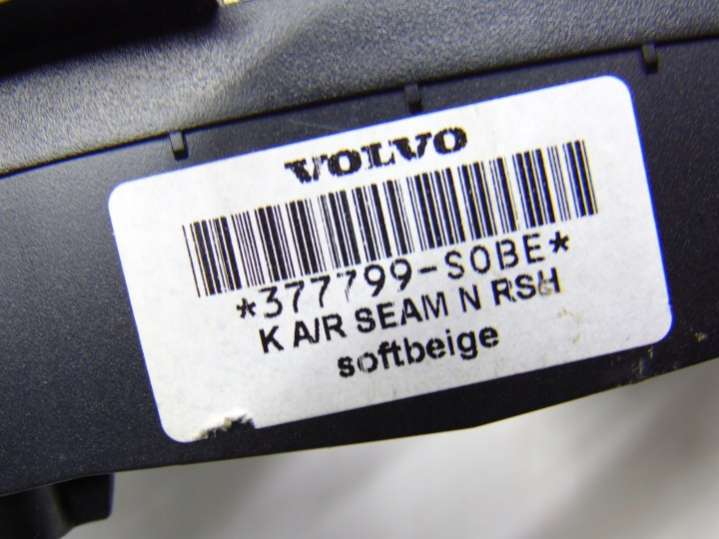 VOLVO
*377799-SOBE*
K A/R SEAM N RSH
softbeige